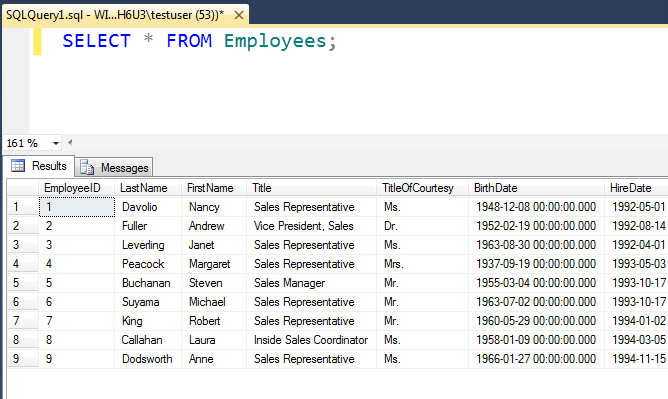 SQLQuery1.sql - WI...H6U3\testuser (53))* ×
SELECT * FROM Employees;
161 %
Results Messages
EmployeeID LastName FirstName Title TitleOfCourtesy BirthDate HireDate
1 1 Davolio Nancy Sales Representative Ms. 1948-12-08 00:00:00.000 1992-05-01
2 2 Fuller Andrew Vice President, Sales Dr. 1952-02-19 00:00:00.000 1992-08-14
3 3 Leverling Janet Sales Representative Ms. 1963-08-30 00:00:00.000 1992-04-01
4 4 Peacock Margaret Sales Representative Mrs. 1937-09-19 00:00:00.000 1993-05-03
5 5 Buchanan Steven Sales Manager Mr. 1955-03-04 00:00:00.000 1993-10-17
6 6 Suyama Michael Sales Representative Mr. 1963-07-02 00:00:00.000 1993-10-17
7 7 King Robert Sales Representative Mr. 1960-05-29 00:00:00.000 1994-01-02
8 8 Callahan Laura Inside Sales Coordinator Ms. 1958-01-09 00:00:00.000 1994-03-05
9 9 Dodsworth Anne Sales Representative Ms. 1966-01-27 00:00:00.000 1994-11-15